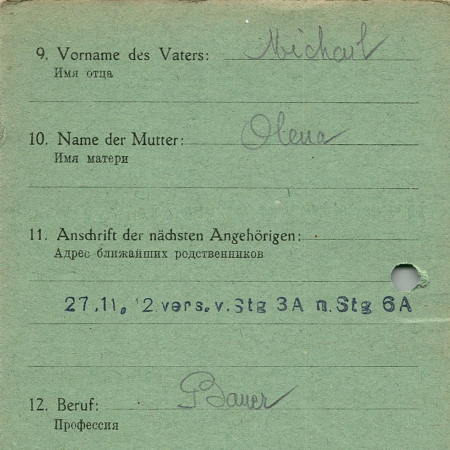 9. Vorname des Vaters: Michail
Имя отца
10. Name der Mutter: Olena
Имя матери
11. Anschrift der nächsten Angehörigen:
Адрес ближайших родственников
27.11. '2 vers. v. Stg 3A n. Stg 6A
12. Beruf: Bauer
Профессия